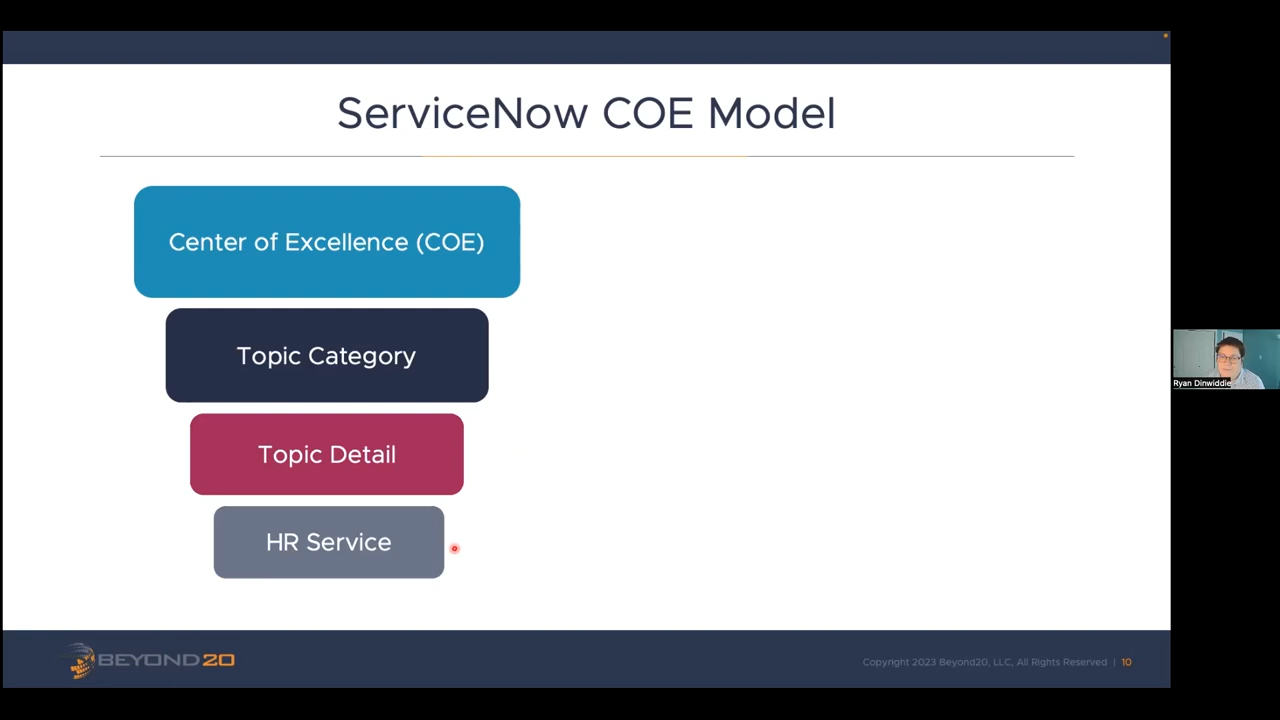 ServiceNow COE Model
Center of Excellence (COE)
Topic Category
Topic Detail
HR Service
Ryan Dinwiddie
BEYOND20
Copyright 2023 Beyond20, LLC, All Rights Reserved | 10